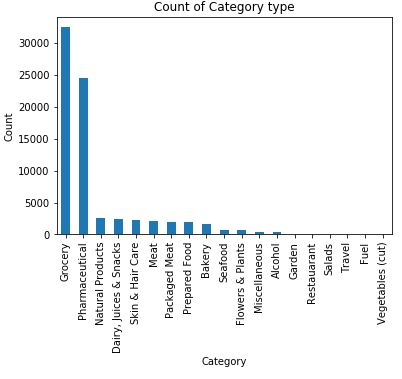 Count of Category type
Count
30000
25000
20000
15000
10000
5000
0
Grocery
Pharmaceutical
Natural Products
Dairy, Juices & Snacks
Skin & Hair Care
Meat
Packaged Meat
Prepared Food
Bakery
Seafood
Flowers & Plants
Miscellaneous
Alcohol
Garden
Restauarant
Salads
Travel
Fuel
Vegetables (cut)
Category